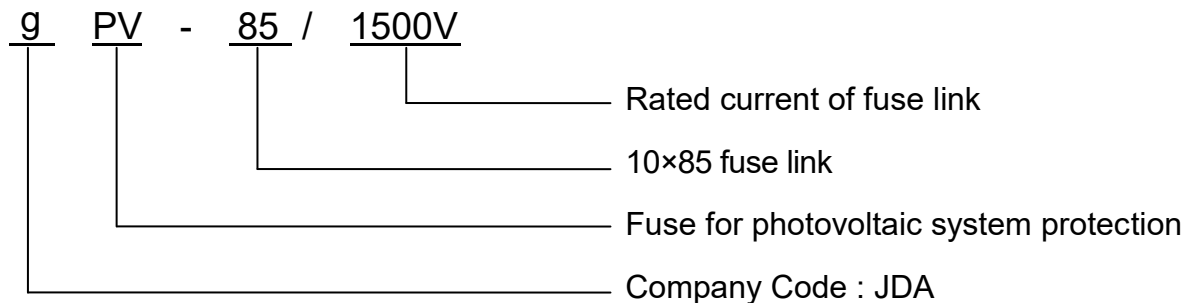 g PV - 85 / 1500V
Rated current of fuse link
10×85 fuse link
Fuse for photovoltaic system protection
Company Code : JDA